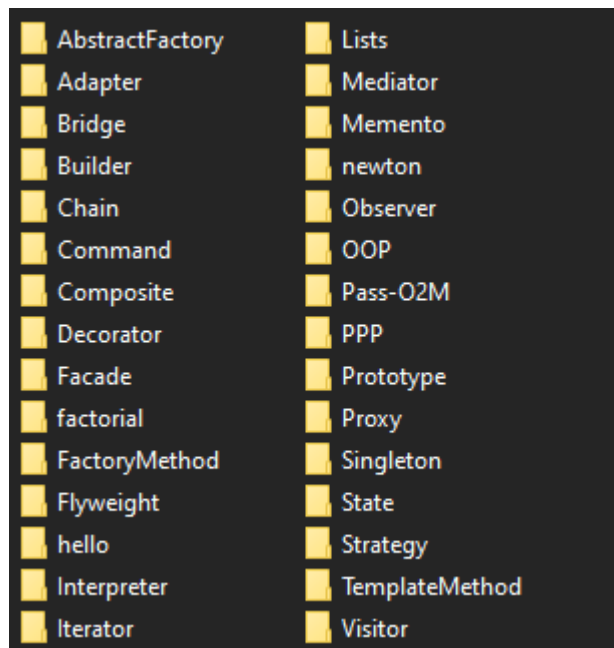 AbstractFactory
Adapter
Bridge
Builder
Chain
Command
Composite
Decorator
Facade
factorial
FactoryMethod
Flyweight
hello
Interpreter
Iterator
Lists
Mediator
Memento
newton
Observer
OOP
Pass-O2M
PPP
Prototype
Proxy
Singleton
State
Strategy
TemplateMethod
Visitor